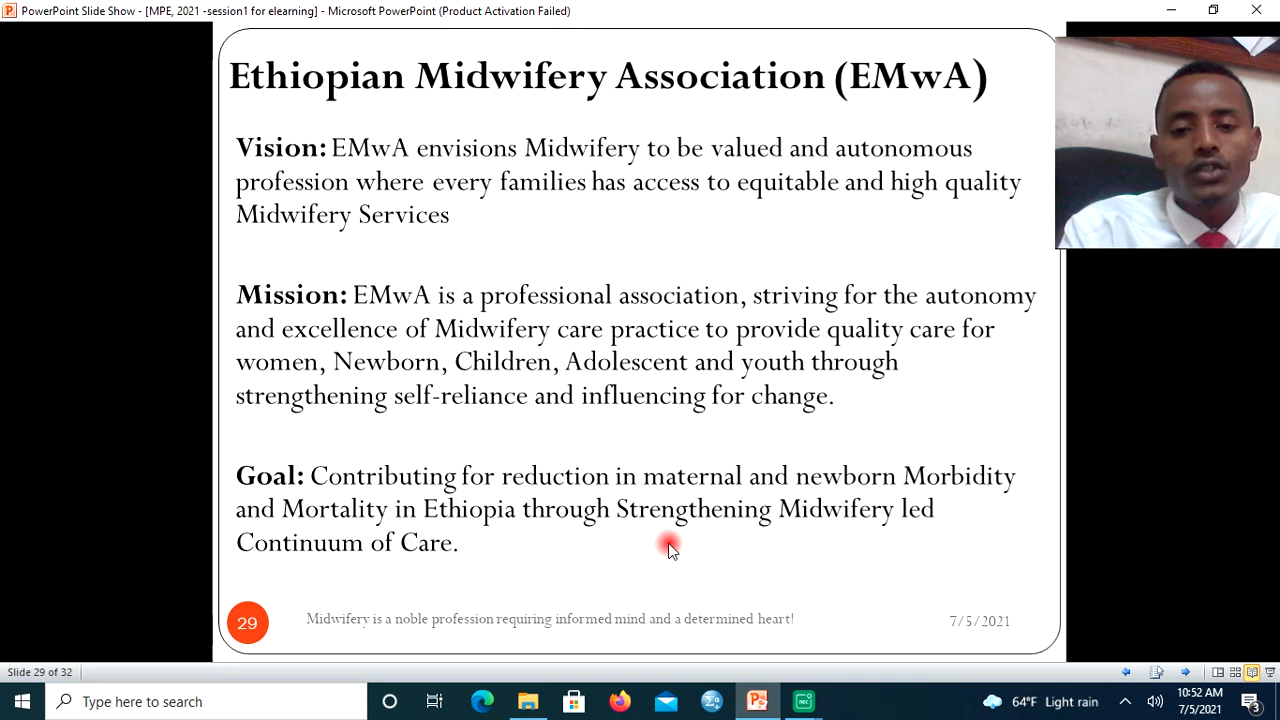 PowerPoint Slide Show - [MPE, 2021 -session1 for elearning] - Microsoft PowerPoint (Product Activation Failed)
Ethiopian Midwifery Association (EMwA)
Vision: EMwA envisions Midwifery to be valued and autonomous
profession where every families has access to equitable and high quality
Midwifery Services
Mission: EMwA is a professional association, striving for the autonomy
and excellence of Midwifery care practice to provide quality care for
women, Newborn, Children, Adolescent and youth through
strengthening self-reliance and influencing for change.
Goal: Contributing for reduction in maternal and newborn Morbidity
and Mortality in Ethiopia through Strengthening Midwifery led
Continuum of Care.
29
Midwifery is a noble profession requiring informed mind and a determined heart!
7/5/2021
Slide 29 of 32
Type here to search
64°F Light rain
10:52 AM
7/5/2021
3